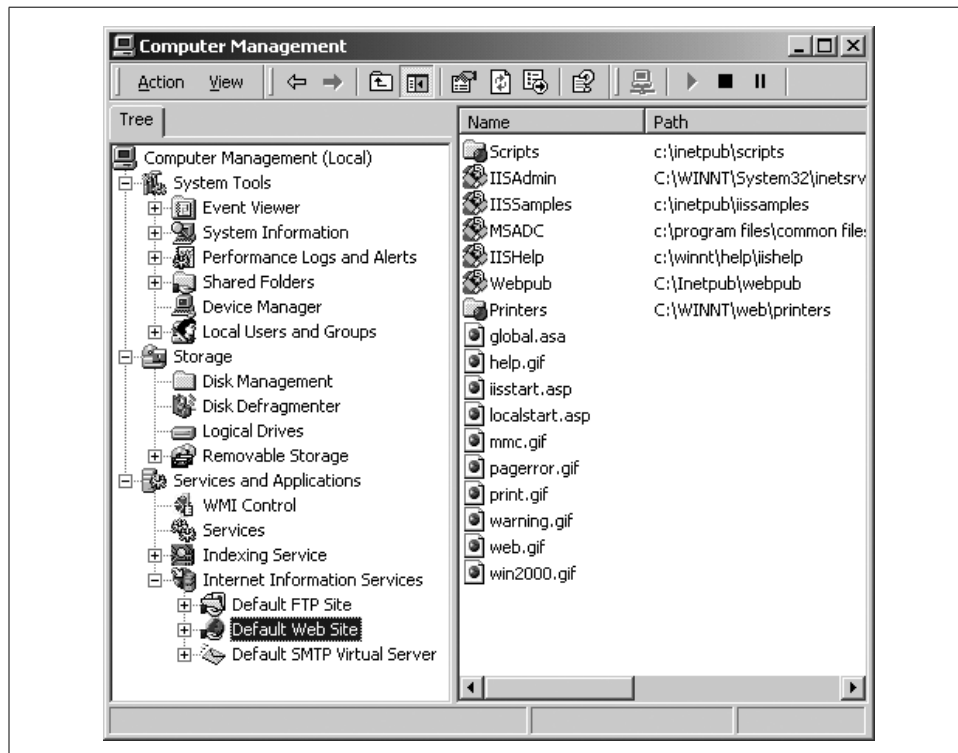 Computer Management
Action View
Tree
Computer Management (Local)
System Tools
Event Viewer
System Information
Performance Logs and Alerts
Shared Folders
Device Manager
Local Users and Groups
Storage
Disk Management
Disk Defragmenter
Logical Drives
Removable Storage
Services and Applications
WMI Control
Services
Indexing Service
Internet Information Services
Default FTP Site
Default Web Site
Default SMTP Virtual Server
Name Path
Scripts c:\inetpub\scripts
IISAdmin C:\WINNT\System32\inetsrv
IISSamples c:\inetpub\iissamples
MSADC c:\program files\common file
IISHelp c:\winnt\help\iishelp
Webpub C:\Inetpub\webpub
Printers C:\WINNT\web\printers
global.asa
help.gif
iisstart.asp
localstart.asp
mmc.gif
pagerror.gif
print.gif
warning.gif
web.gif
win2000.gif